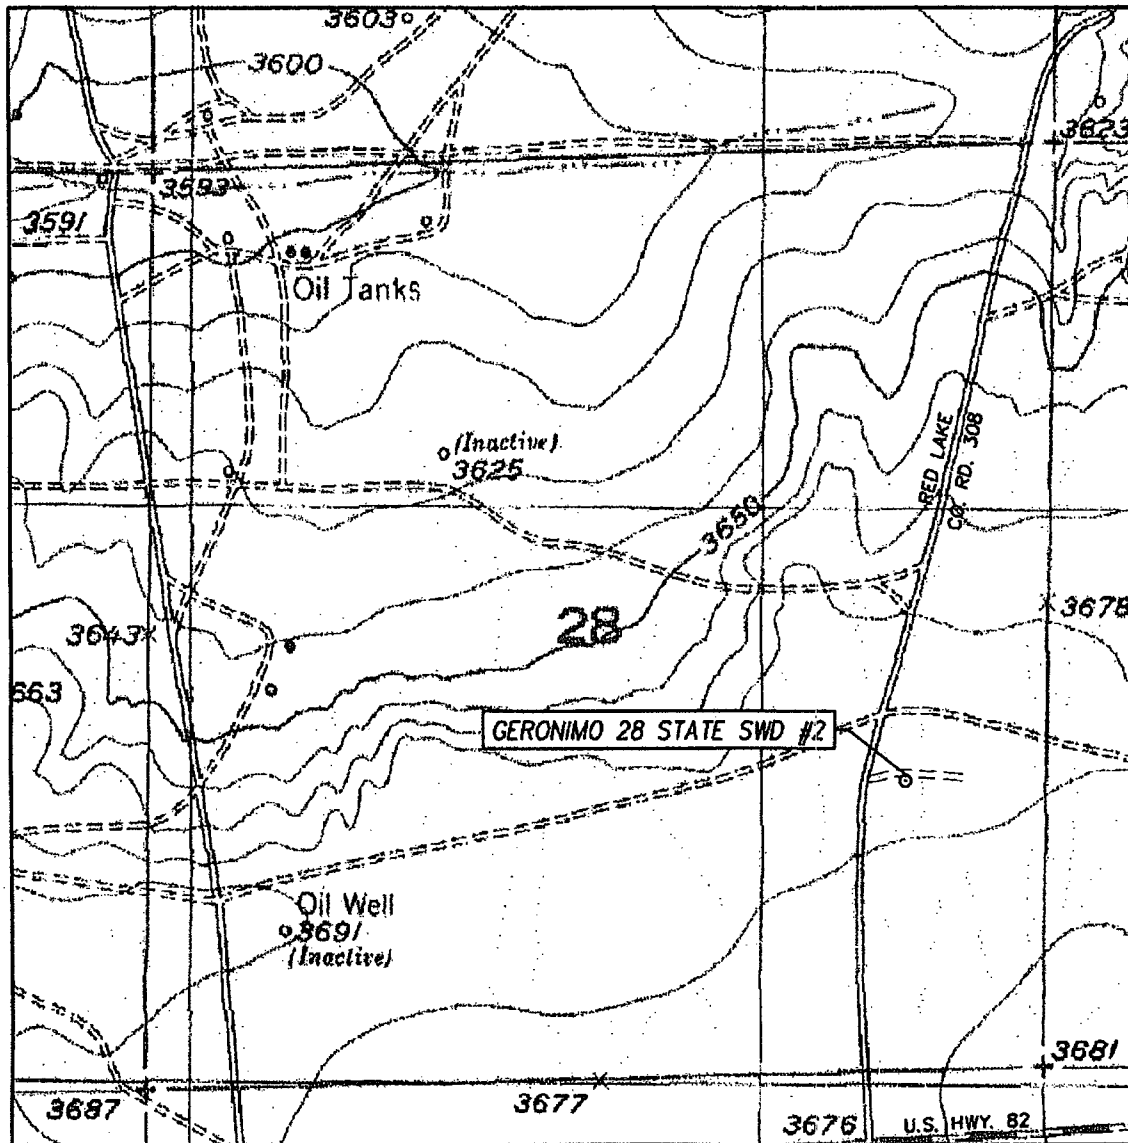 3603
3600
3623
3593
3591
Oil Tanks
(Inactive)
3625
RED LAKE
CO. RD. 308
3650
28
3678
3643
663
GERONIMO 28 STATE SWD #2
Oil Well
3691
(Inactive)
3681
3687
3677
3676
U.S. HWY. 82